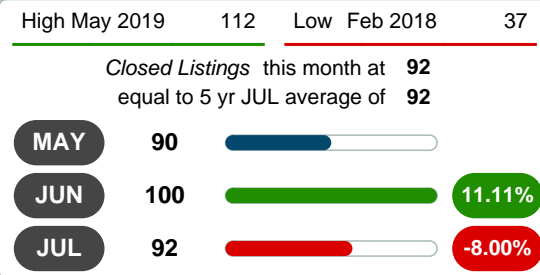 High May 2019 112 Low Feb 2018 37
Closed Listings this month at 92
equal to 5 yr JUL average of 92
MAY 90
JUN 100 11.11%
JUL 92 -8.00%